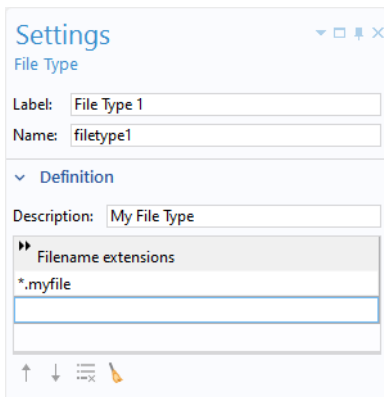 Settings
File Type
Label: File Type 1
Name: filetype1
Definition
Description: My File Type
Filename extensions
*.myfile